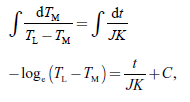 ∫ dT_M / (T_L − T_M) = ∫ dt / JK
−log_e (T_L − T_M) = t / JK + C,